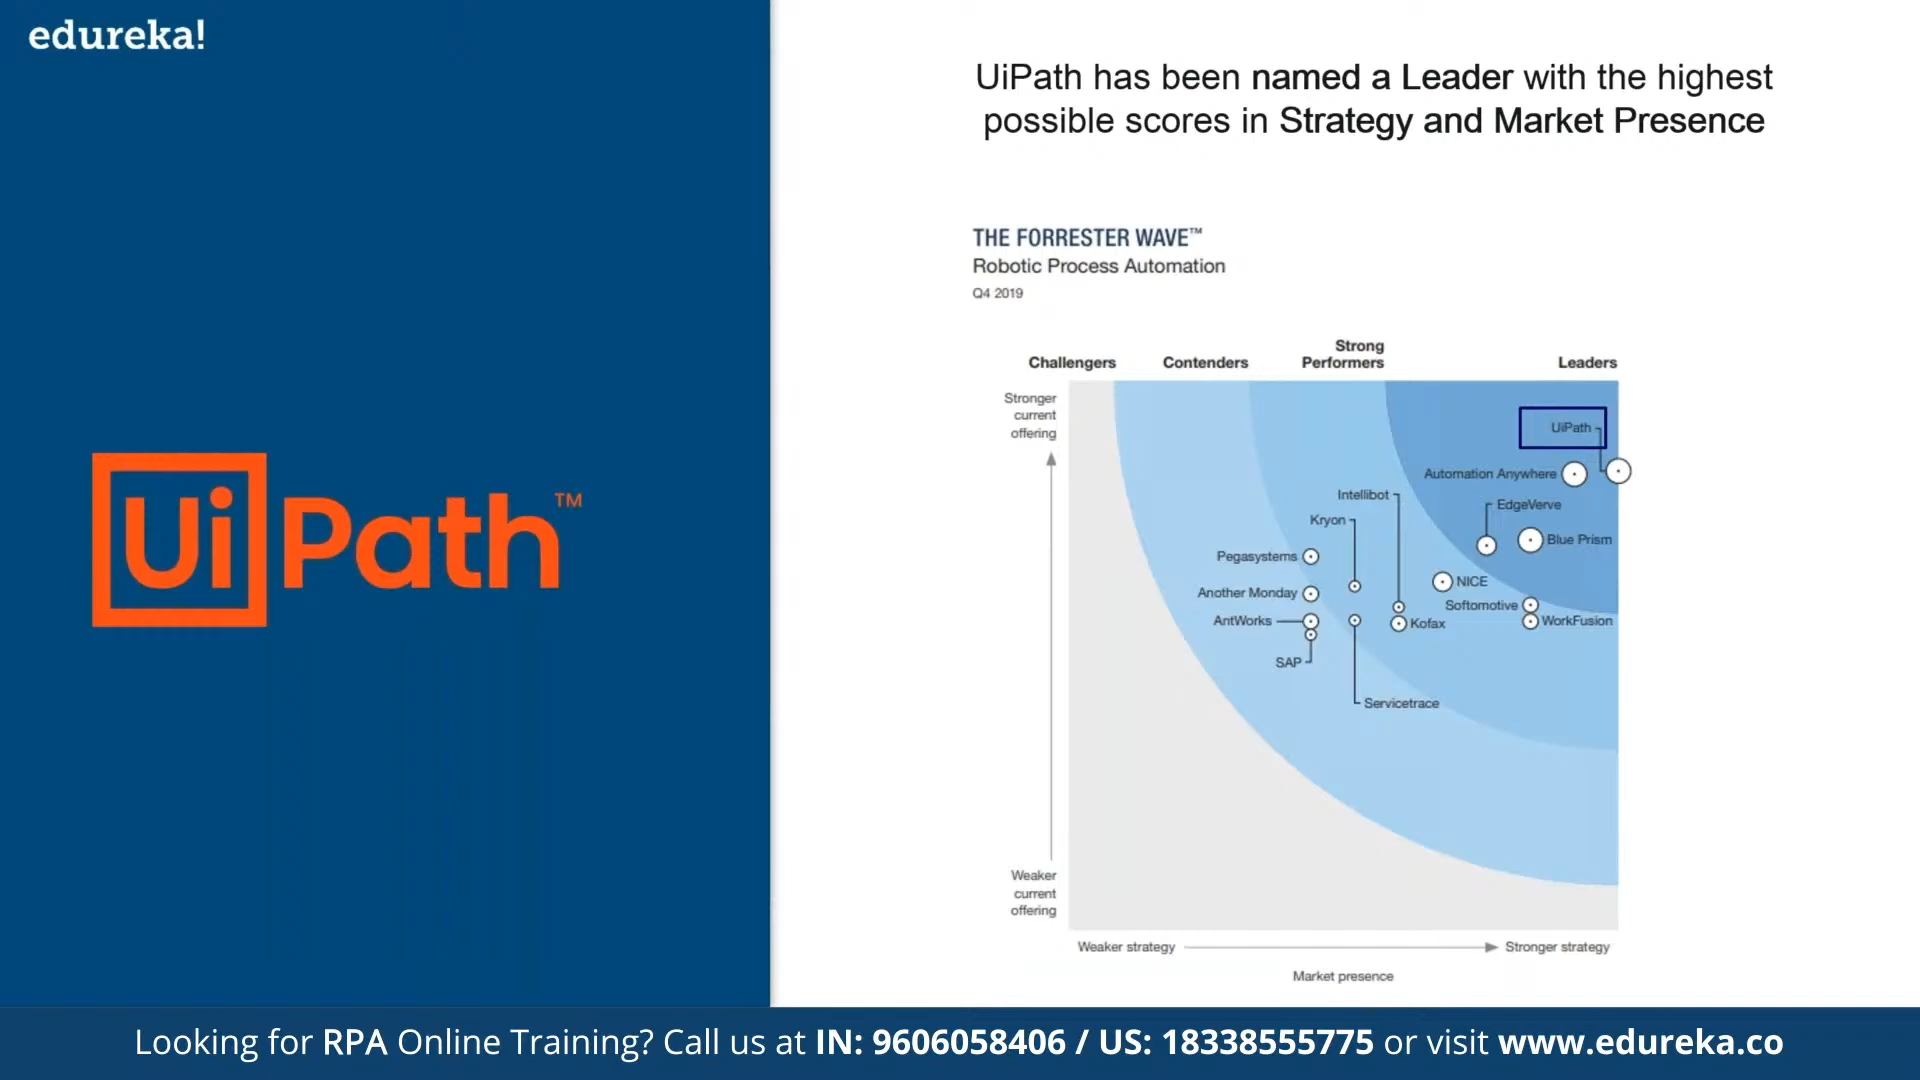 edureka!
UiPath™
UiPath has been named a Leader with the highest
possible scores in Strategy and Market Presence
THE FORRESTER WAVE™
Robotic Process Automation
Q4 2019
Challengers
Contenders
Strong
Performers
Leaders
Stronger
current
offering
UiPath
Automation Anywhere
Intellibot
EdgeVerve
Kryon
Blue Prism
Pegasystems
NICE
Another Monday
Softomotive
AntWorks
Kofax
WorkFusion
SAP
Servicetrace
Weaker
current
offering
Weaker strategy
Stronger strategy
Market presence
Looking for RPA Online Training? Call us at IN: 9606058406 / US: 18338555775 or visit www.edureka.co